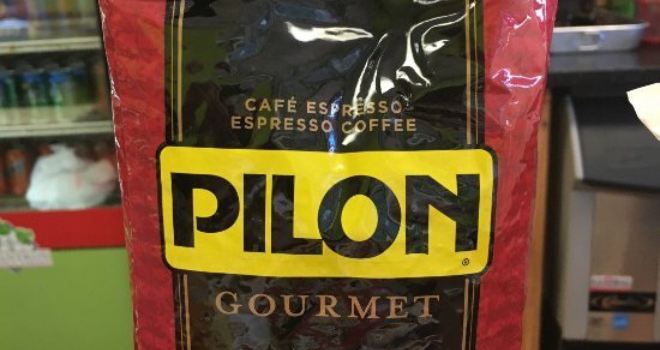 CAFÉ ESPRESSO
ESPRESSO COFFEE
PILON®
GOURMET